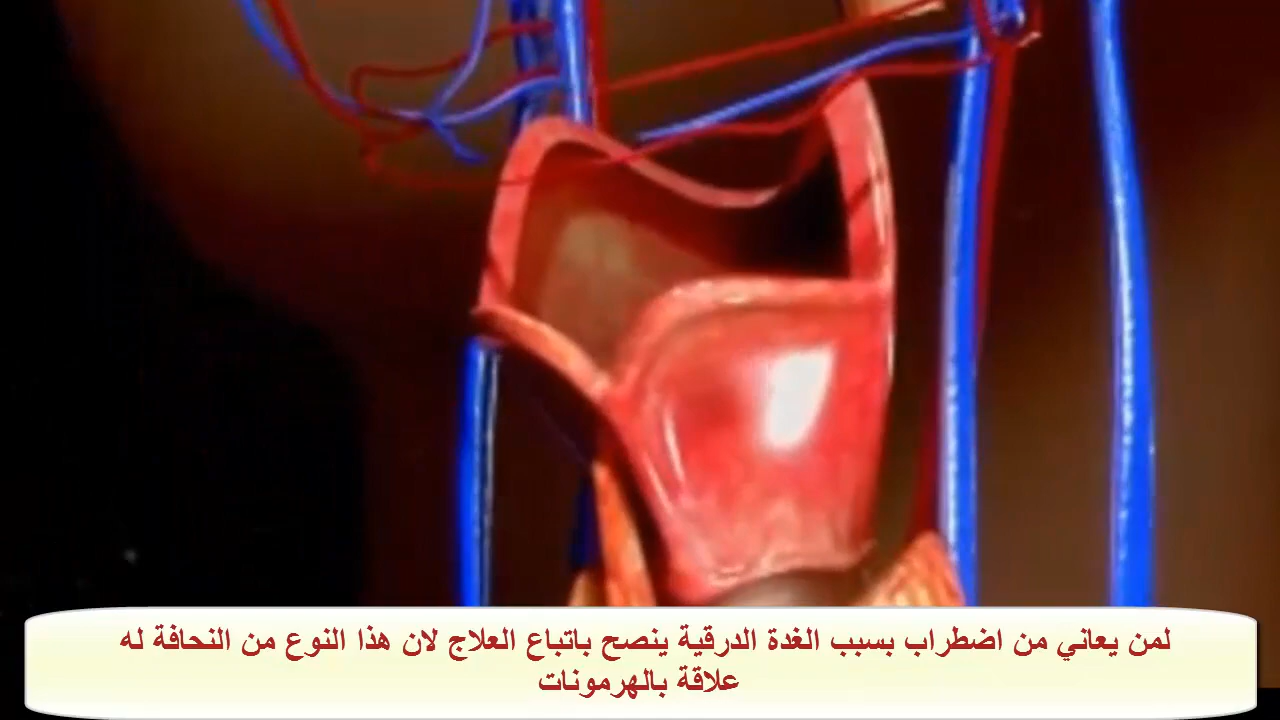 لمن يعاني من اضطراب بسبب الغدة الدرقية ينصح باتباع العلاج لان هذا النوع من النحافة له
علاقة بالهرمونات